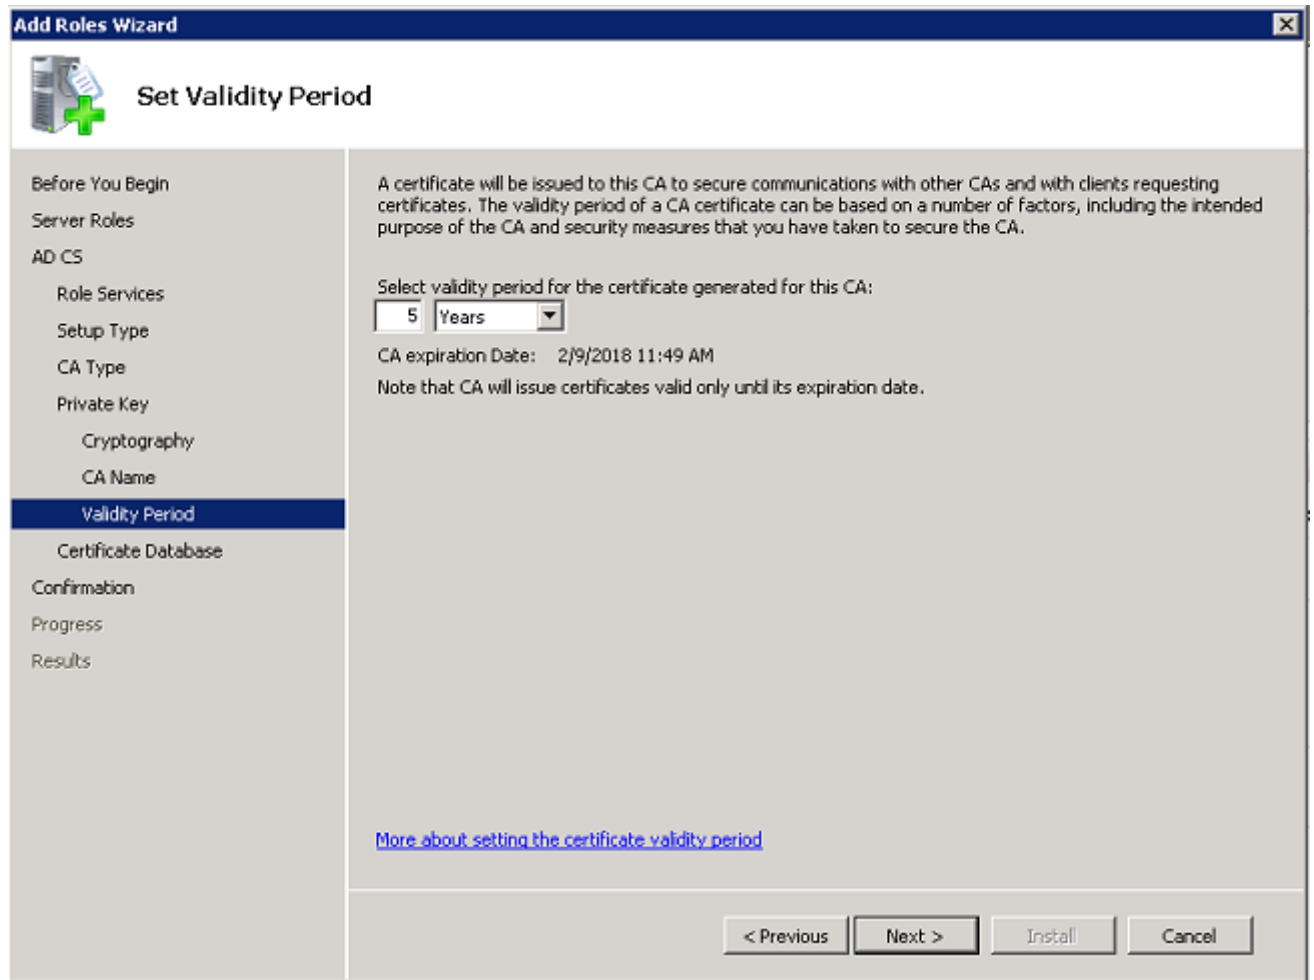 Add Roles Wizard
Set Validity Period
Before You Begin
Server Roles
AD CS
Role Services
Setup Type
CA Type
Private Key
Cryptography
CA Name
Validity Period
Certificate Database
Confirmation
Progress
Results
A certificate will be issued to this CA to secure communications with other CAs and with clients requesting
certificates. The validity period of a CA certificate can be based on a number of factors, including the intended
purpose of the CA and security measures that you have taken to secure the CA.
Select validity period for the certificate generated for this CA:
5 Years
CA expiration Date: 2/9/2018 11:49 AM
Note that CA will issue certificates valid only until its expiration date.
More about setting the certificate validity period
< Previous Next > Install Cancel